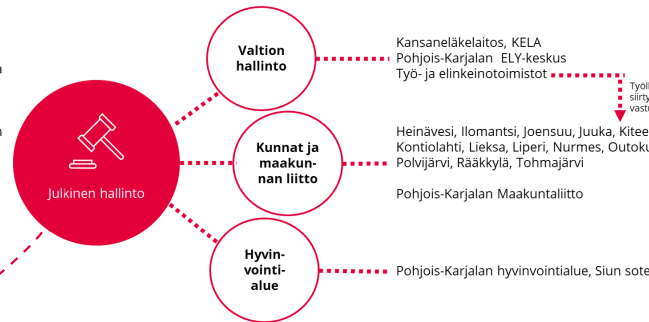 Julkinen hallinto
Valtion
hallinto
Kansaneläkelaitos, KELA
Pohjois-Karjalan ELY-keskus
Työ- ja elinkeinotoimistot
Kunnat ja
maakun-
nan liitto
Heinävesi, Ilomantsi, Joensuu, Juuka,
Kontiolahti, Lieksa, Liperi, Nurmes,
Polvijärvi, Rääkkylä, Tohmajärvi
Pohjois-Karjalan Maakuntaliitto
Hyvin-
vointi-
alue
Pohjois-Karjalan hyvinvointialue, Siun sote